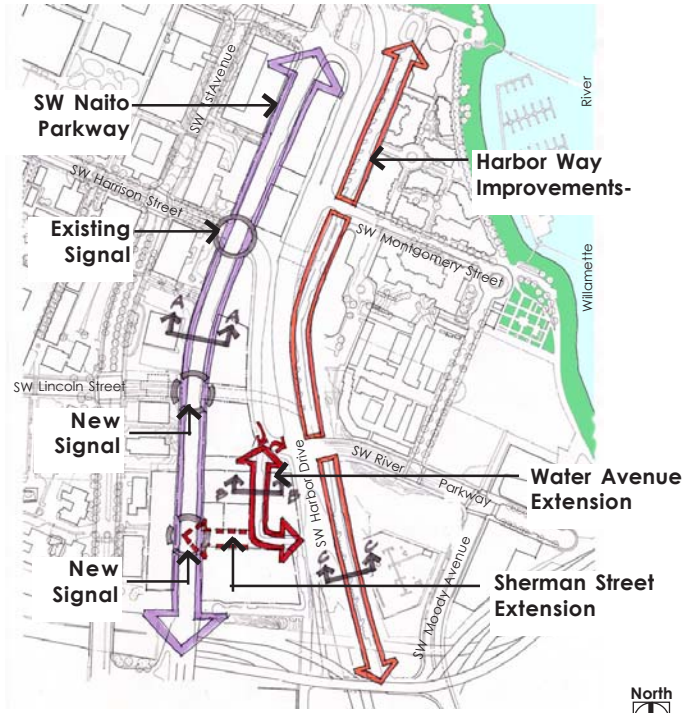 SW 1stAvenue
River
SW Naito
Parkway
Harbor Way
Improvements-
SW Harrison Street
Existing
Signal
SW Montgomery Street
Willamette
A
A
SW Lincoln Street
New
Signal
SW River
Parkway
SW Harbor Drive
Water Avenue
Extension
B
B
New
Signal
C
C
Sherman Street
Extension
SW Moody Avenue
North